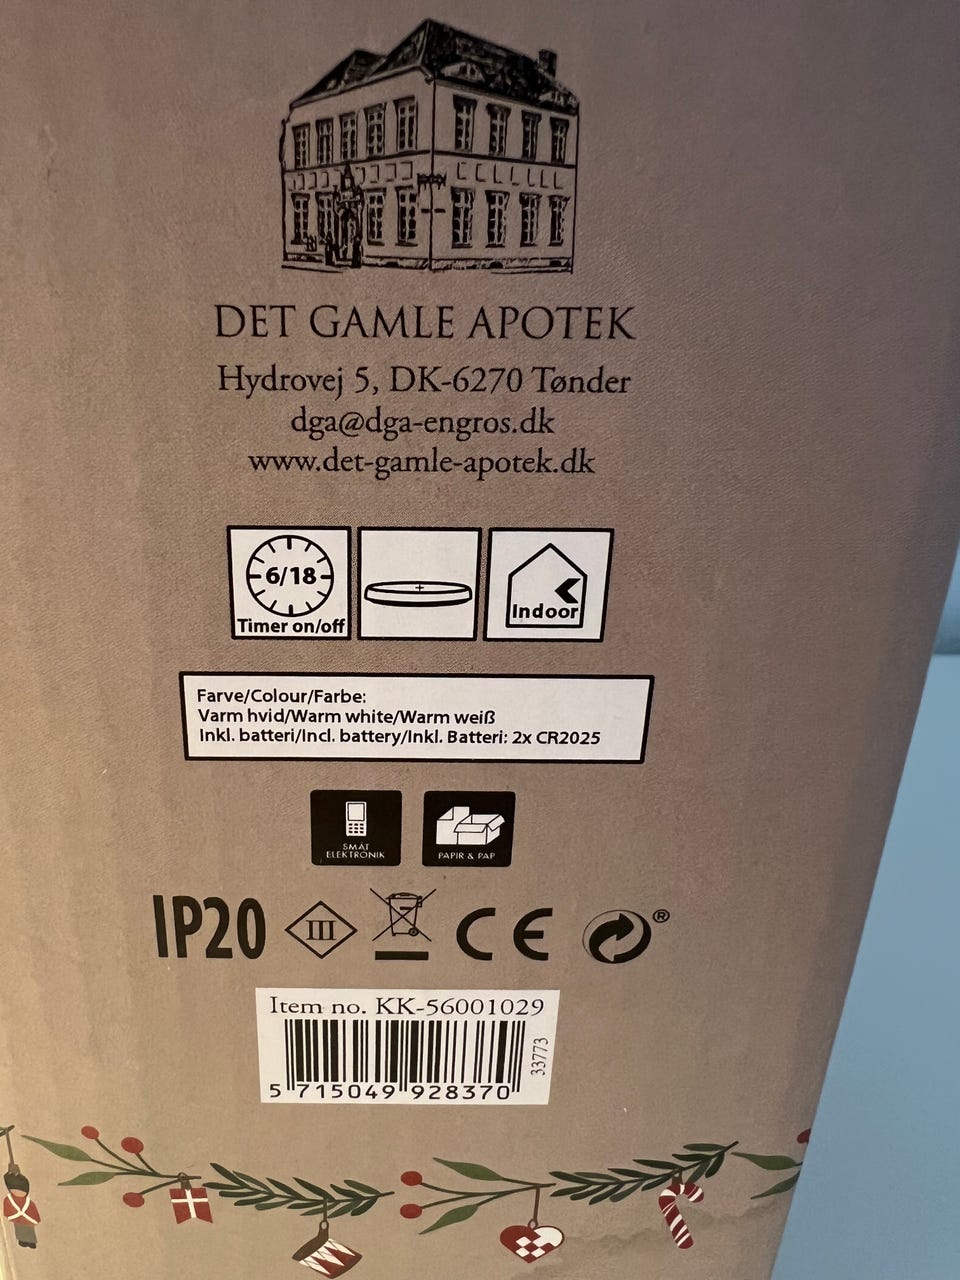 DET GAMLE APOTEK
Hydrovej 5, DK-6270 Tønder
dga@dga-engros.dk
www.det-gamle-apotek.dk
6/18
Timer on/off
+
Indoor
Farve/Colour/Farbe:
Varm hvid/Warm white/Warm weiß
Inkl. batteri/Incl. battery/Inkl. Batteri: 2x CR2025
SMÅT
ELEKTRONIK
PAPIR & PAP
IP20
III
CE
®
Item no. KK-56001029
33773
5 715049 928370